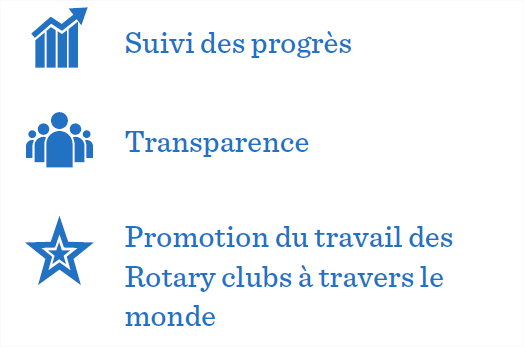 Suivi des progrès
Transparence
Promotion du travail des
Rotary clubs à travers le
monde